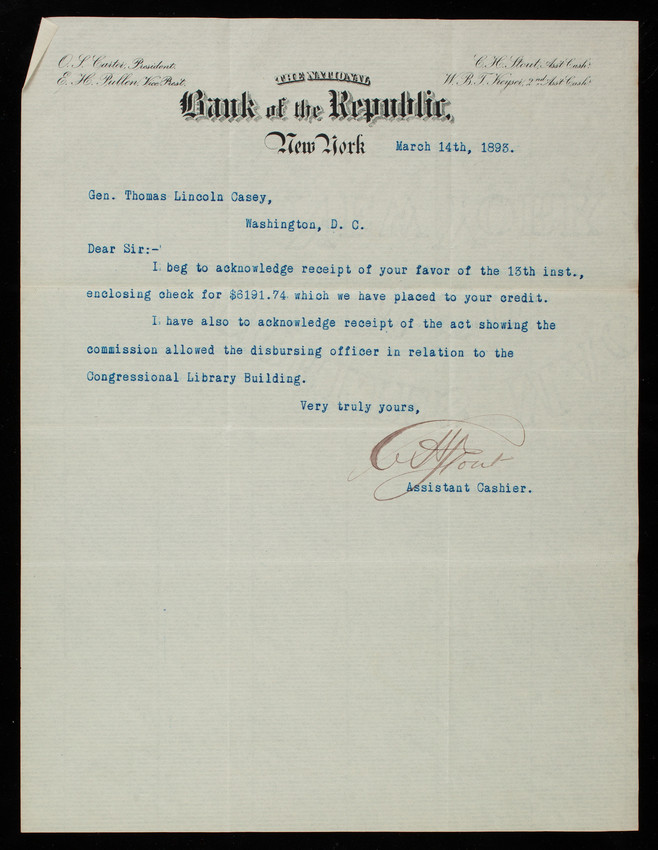 O. S. Carter, President.
E. H. Pullen, Vice Prest.
C. H. Stout, Asst Cashr
W. B. T. Keyser, 2nd Asst Cashr
THE NATIONAL
Bank of the Republic,
New York
March 14th, 1893.
Gen. Thomas Lincoln Casey,
Washington, D. C.
Dear Sir:-
I beg to acknowledge receipt of your favor of the 13th inst.,
enclosing check for $6191.74 which we have placed to your credit.
I have also to acknowledge receipt of the act showing the
commission allowed the disbursing officer in relation to the
Congressional Library Building.
Very truly yours,
C H Stout
Assistant Cashier.